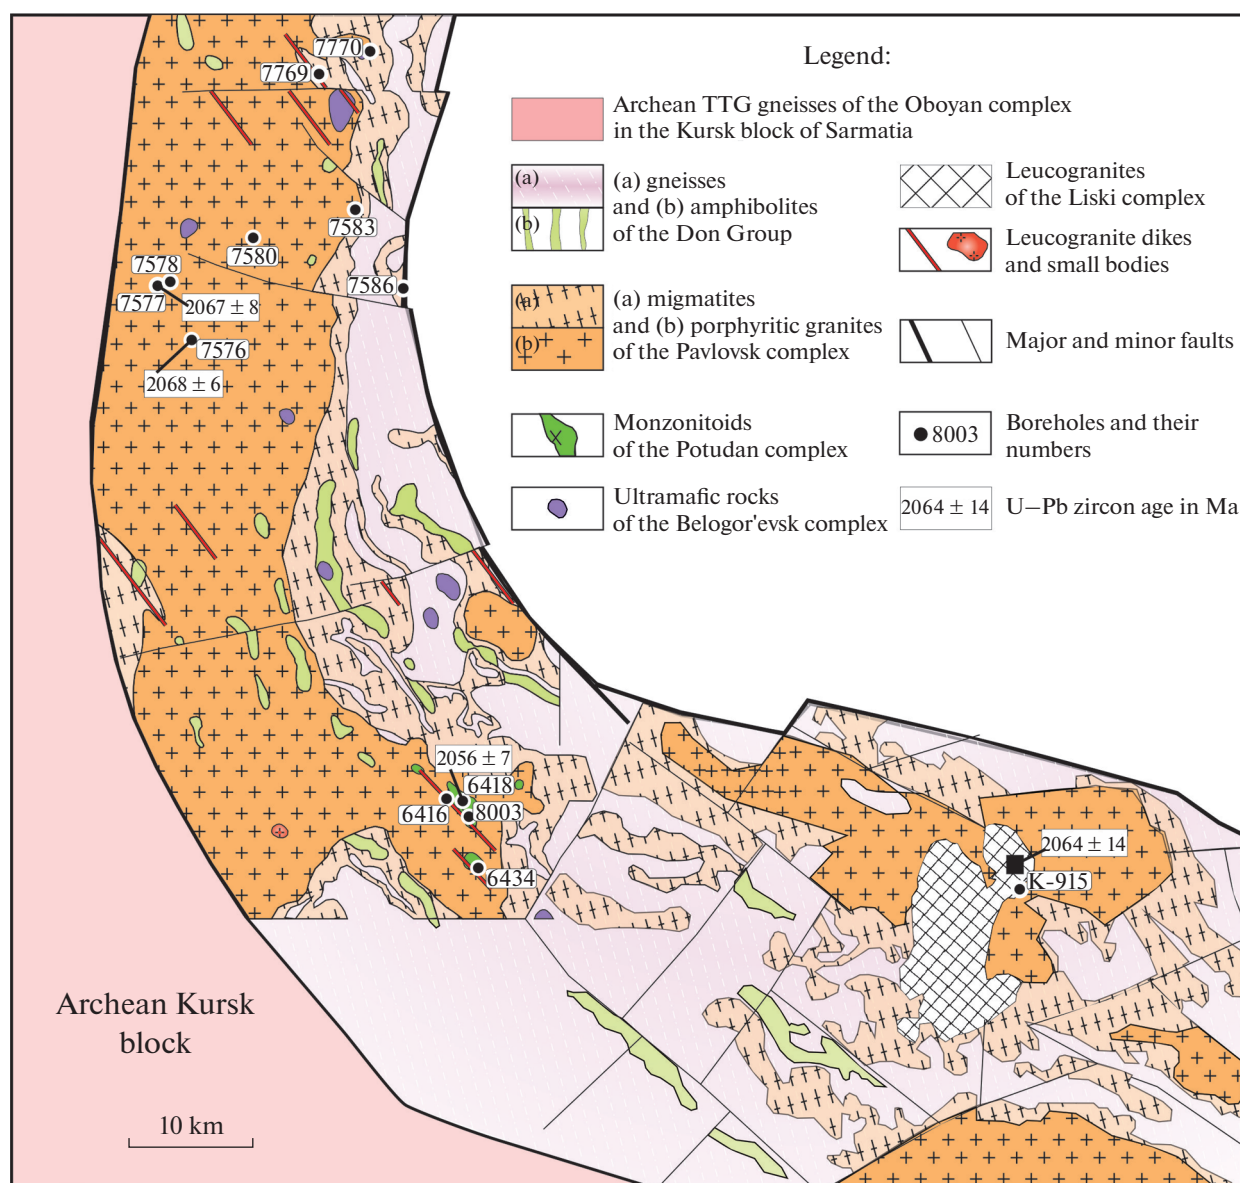 Legend:
Archean TTG gneisses of the Oboyan complex
in the Kursk block of Sarmatia
(a)
(b)
(a) gneisses
and (b) amphibolites
of the Don Group
(a)
(b)
(a) migmatites
and (b) porphyritic granites
of the Pavlovsk complex
Monzonitoids
of the Potudan complex
Ultramafic rocks
of the Belogor'evsk complex
Leucogranites
of the Liski complex
Leucogranite dikes
and small bodies
Major and minor faults
8003
Boreholes and their
numbers
2064 ± 14
U–Pb zircon age in Ma
7770
7769
7583
7580
7578
7586
7577
2067 ± 8
7576
2068 ± 6
2056 ± 7
6418
6416
8003
6434
2064 ± 14
K-915
Archean Kursk
block
10 km